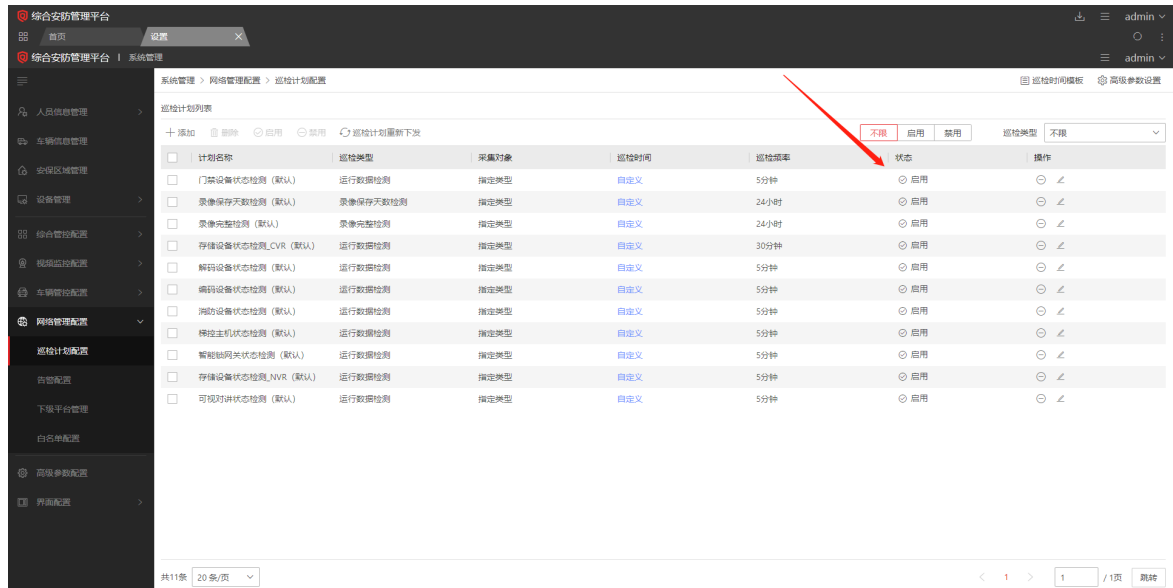 综合安防管理平台 admin
首页 设置
综合安防管理平台 | 系统管理 admin
系统管理 > 网络管理配置 > 巡检计划配置 巡检时间模板 高级参数设置
人员信息管理
车辆信息管理
安保区域管理
设备管理
综合管控配置
视频监控配置
车辆管控配置
网络管理配置
巡检计划配置
告警配置
下级平台管理
白名单配置
高级参数配置
界面配置
巡检计划列表
添加 删除 启用 禁用 巡检计划重新下发 不限 启用 禁用 巡检类型 不限
计划名称 巡检类型 采集对象 巡检时间 巡检频率 状态 操作
门禁设备状态检测（默认） 运行数据检测 指定类型 自定义 5分钟 启用
录像保存天数检测（默认） 录像保存天数检测 指定类型 自定义 24小时 启用
录像完整检测（默认） 录像完整检测 指定类型 自定义 24小时 启用
存储设备状态检测_CVR（默认） 运行数据检测 指定类型 自定义 30分钟 启用
解码设备状态检测（默认） 运行数据检测 指定类型 自定义 5分钟 启用
编码设备状态检测（默认） 运行数据检测 指定类型 自定义 5分钟 启用
消防设备状态检测（默认） 运行数据检测 指定类型 自定义 5分钟 启用
梯控主机状态检测（默认） 运行数据检测 指定类型 自定义 5分钟 启用
智能锁网关状态检测（默认） 运行数据检测 指定类型 自定义 5分钟 启用
存储设备状态检测_NVR（默认） 运行数据检测 指定类型 自定义 5分钟 启用
可视对讲状态检测（默认） 运行数据检测 指定类型 自定义 5分钟 启用
共11条 20 条/页 < 1 > 1 / 1页 跳转